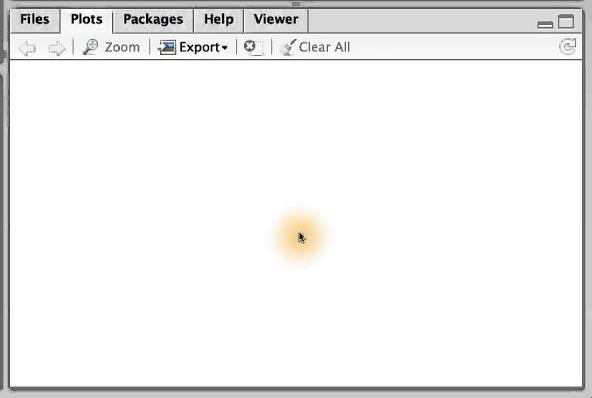 Files Plots Packages Help Viewer
Zoom Export Clear All